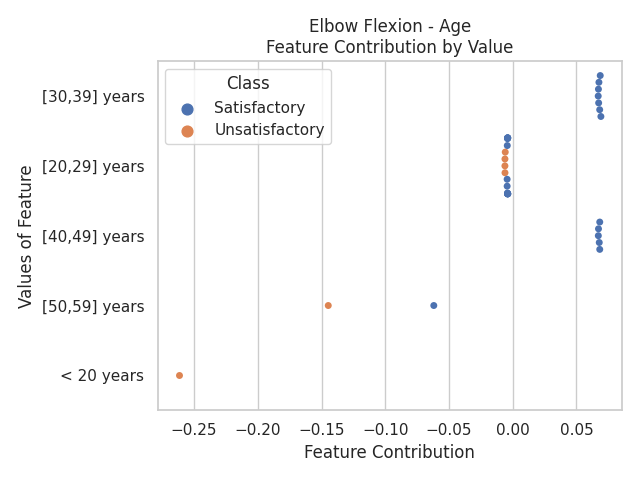 Elbow Flexion - Age
Feature Contribution by Value
Class
Satisfactory
Unsatisfactory
Values of Feature
[30,39] years
[20,29] years
[40,49] years
[50,59] years
< 20 years
−0.25 −0.20 −0.15 −0.10 −0.05 0.00 0.05
Feature Contribution